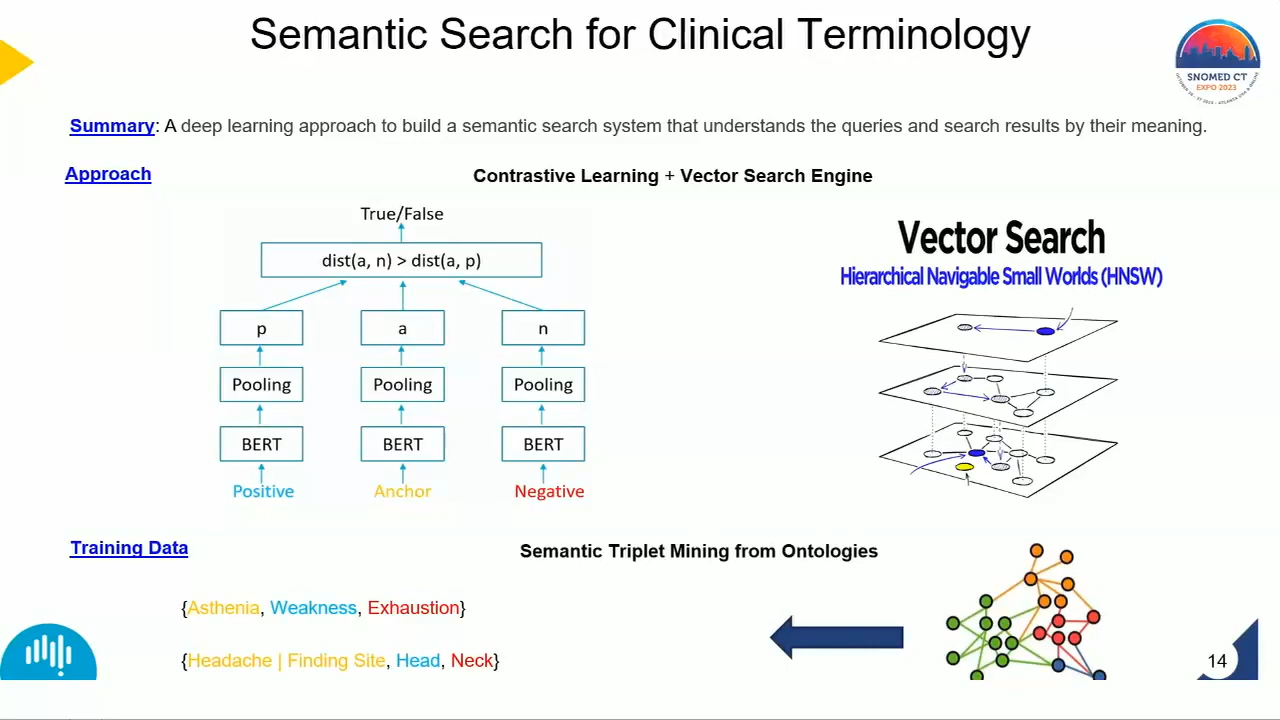 Semantic Search for Clinical Terminology
SNOMED CT
EXPO 2023
Summary: A deep learning approach to build a semantic search system that understands the queries and search results by their meaning.
Approach
Contrastive Learning + Vector Search Engine
True/False
dist(a, n) > dist(a, p)
p a n
Pooling Pooling Pooling
BERT BERT BERT
Positive Anchor Negative
Vector Search
Hierarchical Navigable Small Worlds (HNSW)
Training Data
Semantic Triplet Mining from Ontologies
{Asthenia, Weakness, Exhaustion}
{Headache | Finding Site, Head, Neck}
14